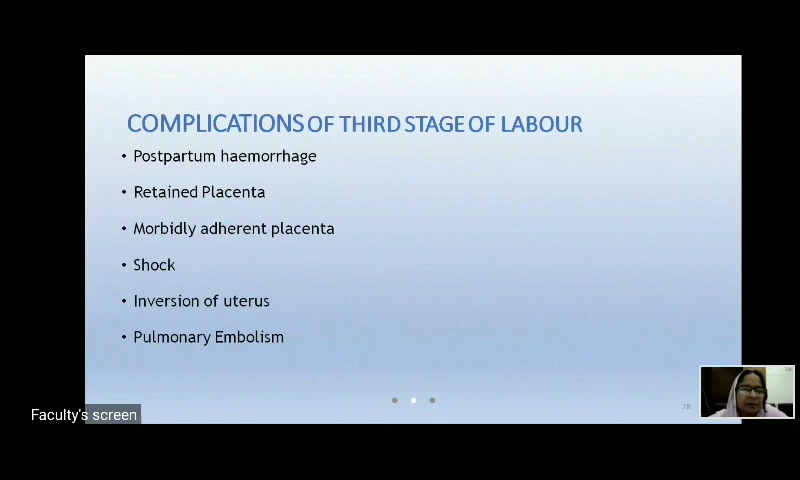 COMPLICATIONS OF THIRD STAGE OF LABOUR
• Postpartum haemorrhage
• Retained Placenta
• Morbidly adherent placenta
• Shock
• Inversion of uterus
• Pulmonary Embolism
28
Faculty's screen